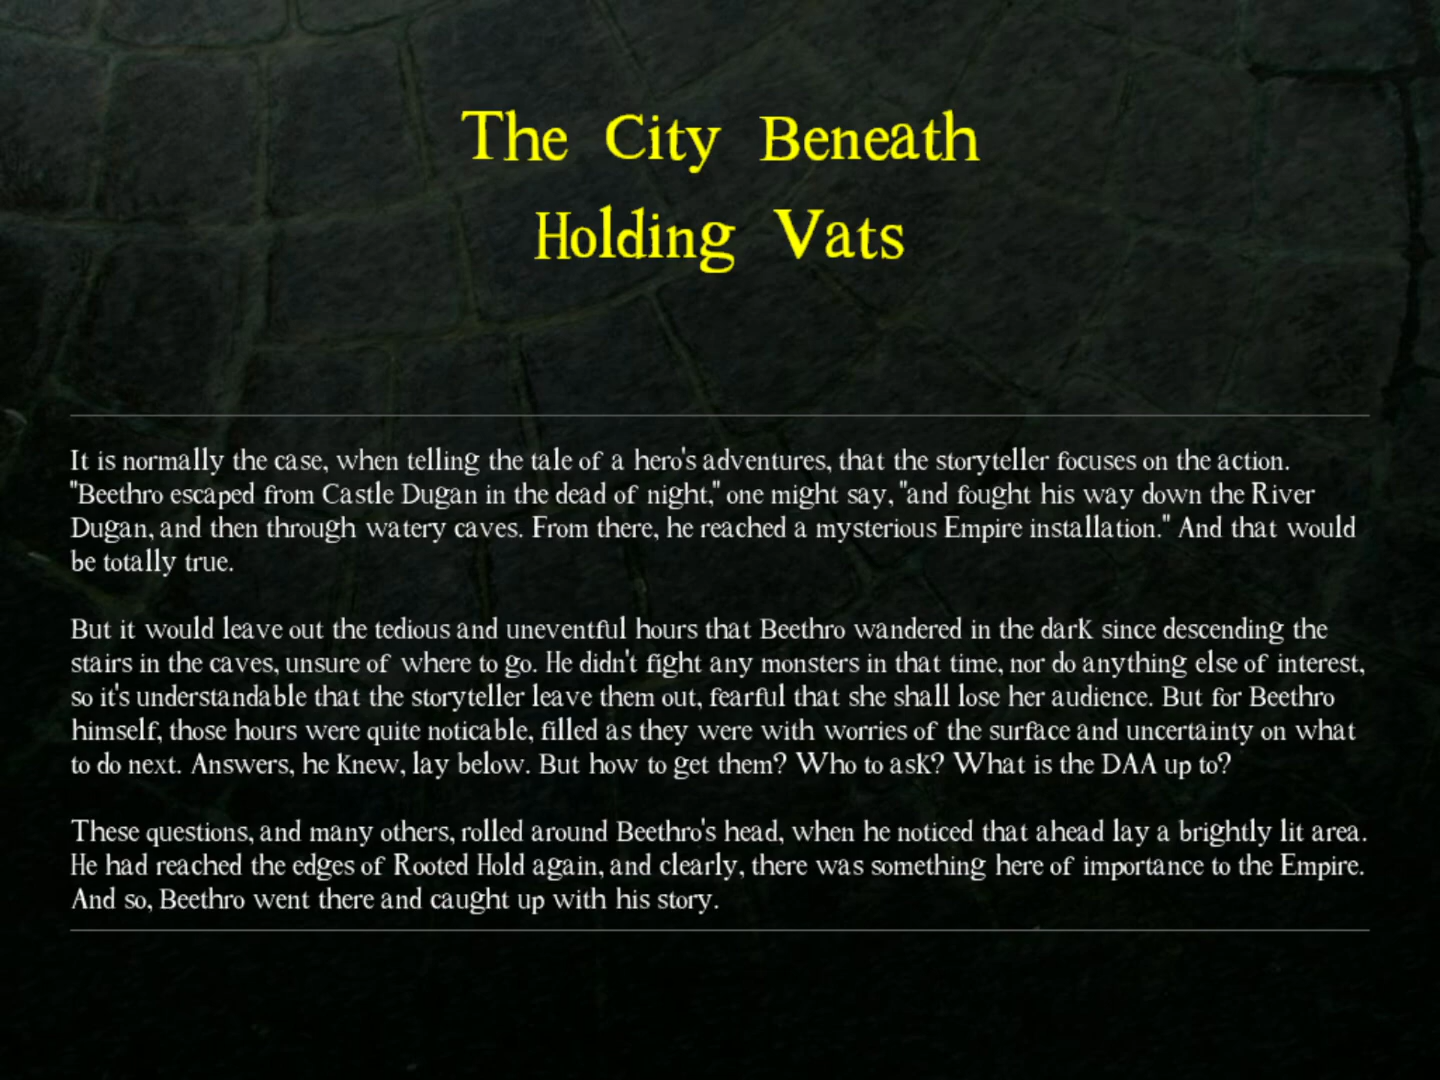 The City Beneath
Holding Vats
It is normally the case, when telling the tale of a hero's adventures, that the storyteller focuses on the action.
"Beethro escaped from Castle Dugan in the dead of night," one might say, "and fought his way down the River
Dugan, and then through watery caves. From there, he reached a mysterious Empire installation." And that would
be totally true.
But it would leave out the tedious and uneventful hours that Beethro wandered in the dark since descending the
stairs in the caves, unsure of where to go. He didn't fight any monsters in that time, nor do anything else of interest,
so it's understandable that the storyteller leave them out, fearful that she shall lose her audience. But for Beethro
himself, those hours were quite noticable, filled as they were with worries of the surface and uncertainty on what
to do next. Answers, he knew, lay below. But how to get them? Who to ask? What is the DAA up to?
These questions, and many others, rolled around Beethro's head, when he noticed that ahead lay a brightly lit area.
He had reached the edges of Rooted Hold again, and clearly, there was something here of importance to the Empire.
And so, Beethro went there and caught up with his story.